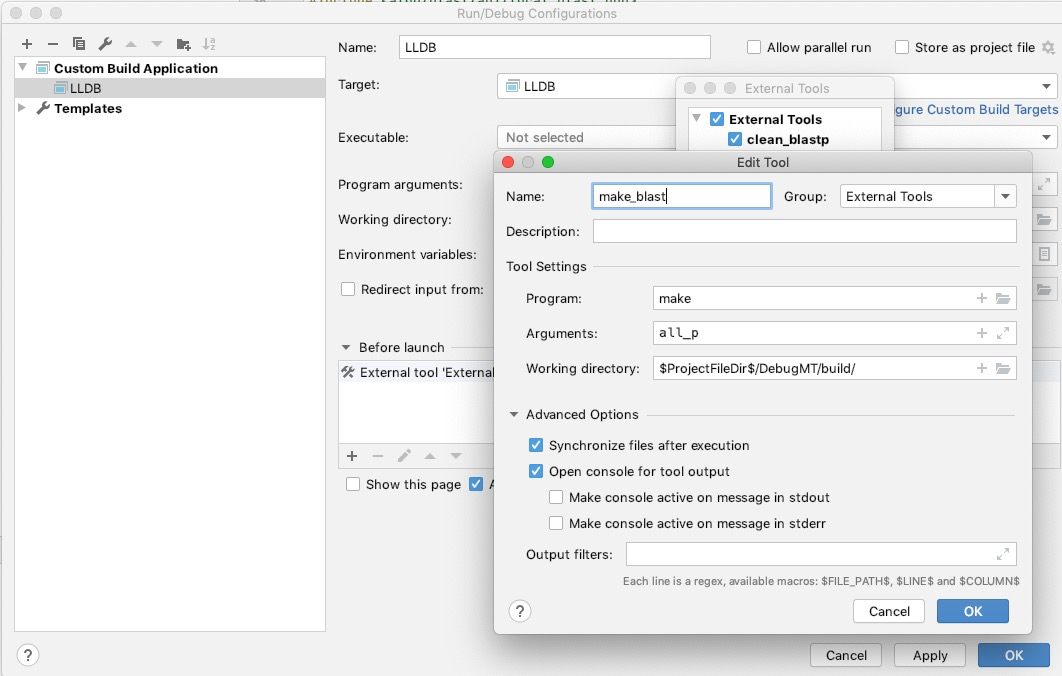 Run/Debug Configurations
Custom Build Application
LLDB
Templates
Name: LLDB Allow parallel run Store as project file
Target: LLDB
External Tools
External Tools
clean_blastp
gure Custom Build Targets
Executable: Not selected
Program arguments:
Working directory:
Environment variables:
Redirect input from:
Before launch
External tool 'External
Show this page A
Edit Tool
Name: make_blast Group: External Tools
Description:
Tool Settings
Program: make
Arguments: all_p
Working directory: $ProjectFileDir$/DebugMT/build/
Advanced Options
Synchronize files after execution
Open console for tool output
Make console active on message in stdout
Make console active on message in stderr
Output filters:
Each line is a regex, available macros: $FILE_PATH$, $LINE$ and $COLUMN$
? Cancel OK
? Cancel Apply OK